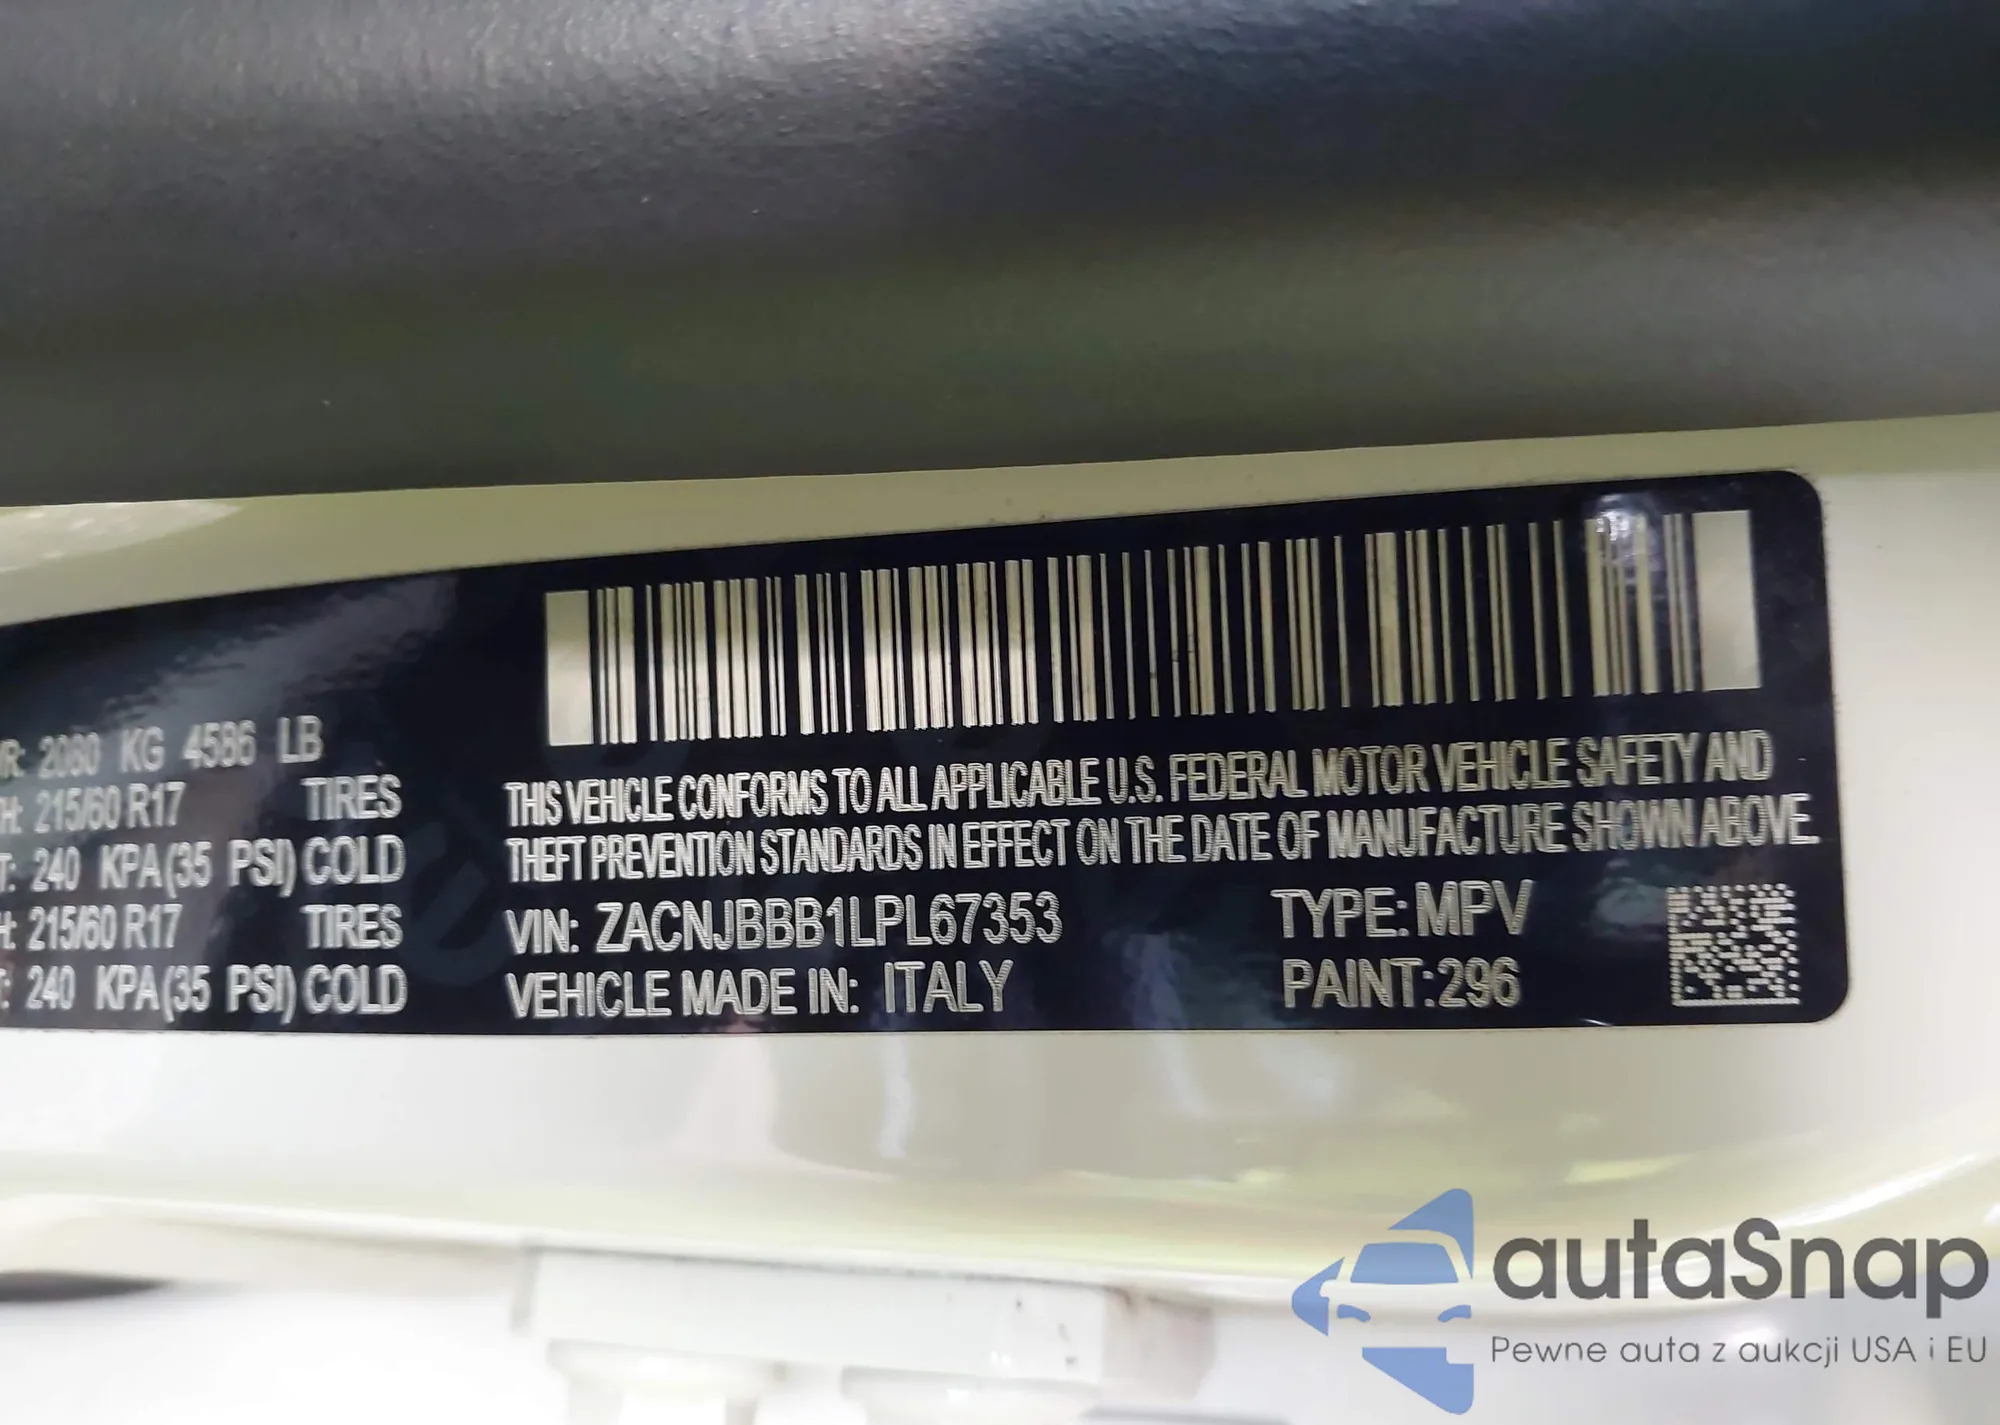 VR: 2080 KG 4586 LB
H: 215/60 R17 TIRES
T: 240 KPA(35 PSI) COLD
H: 215/60 R17 TIRES
T: 240 KPA(35 PSI) COLD
THIS VEHICLE CONFORMS TO ALL APPLICABLE U.S. FEDERAL MOTOR VEHICLE SAFETY AND
THEFT PREVENTION STANDARDS IN EFFECT ON THE DATE OF MANUFACTURE SHOWN ABOVE.
VIN: ZACNJBBB1LPL67353 TYPE: MPV
VEHICLE MADE IN: ITALY PAINT:296
autaSnap
Pewne auta z aukcji USA i EU